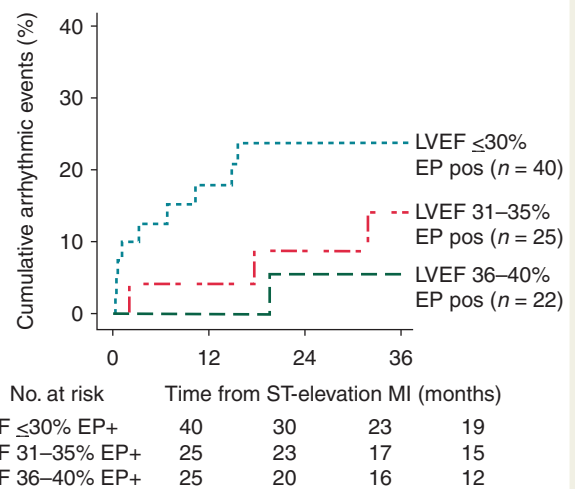 Cumulative arrhythmic events (%)
40
30
20
10
0
LVEF ≤30%
EP pos (n = 40)
LVEF 31–35%
EP pos (n = 25)
LVEF 36–40%
EP pos (n = 22)
0 12 24 36
No. at risk Time from ST-elevation MI (months)
F ≤30% EP+ 40 30 23 19
F 31–35% EP+ 25 23 17 15
F 36–40% EP+ 25 20 16 12